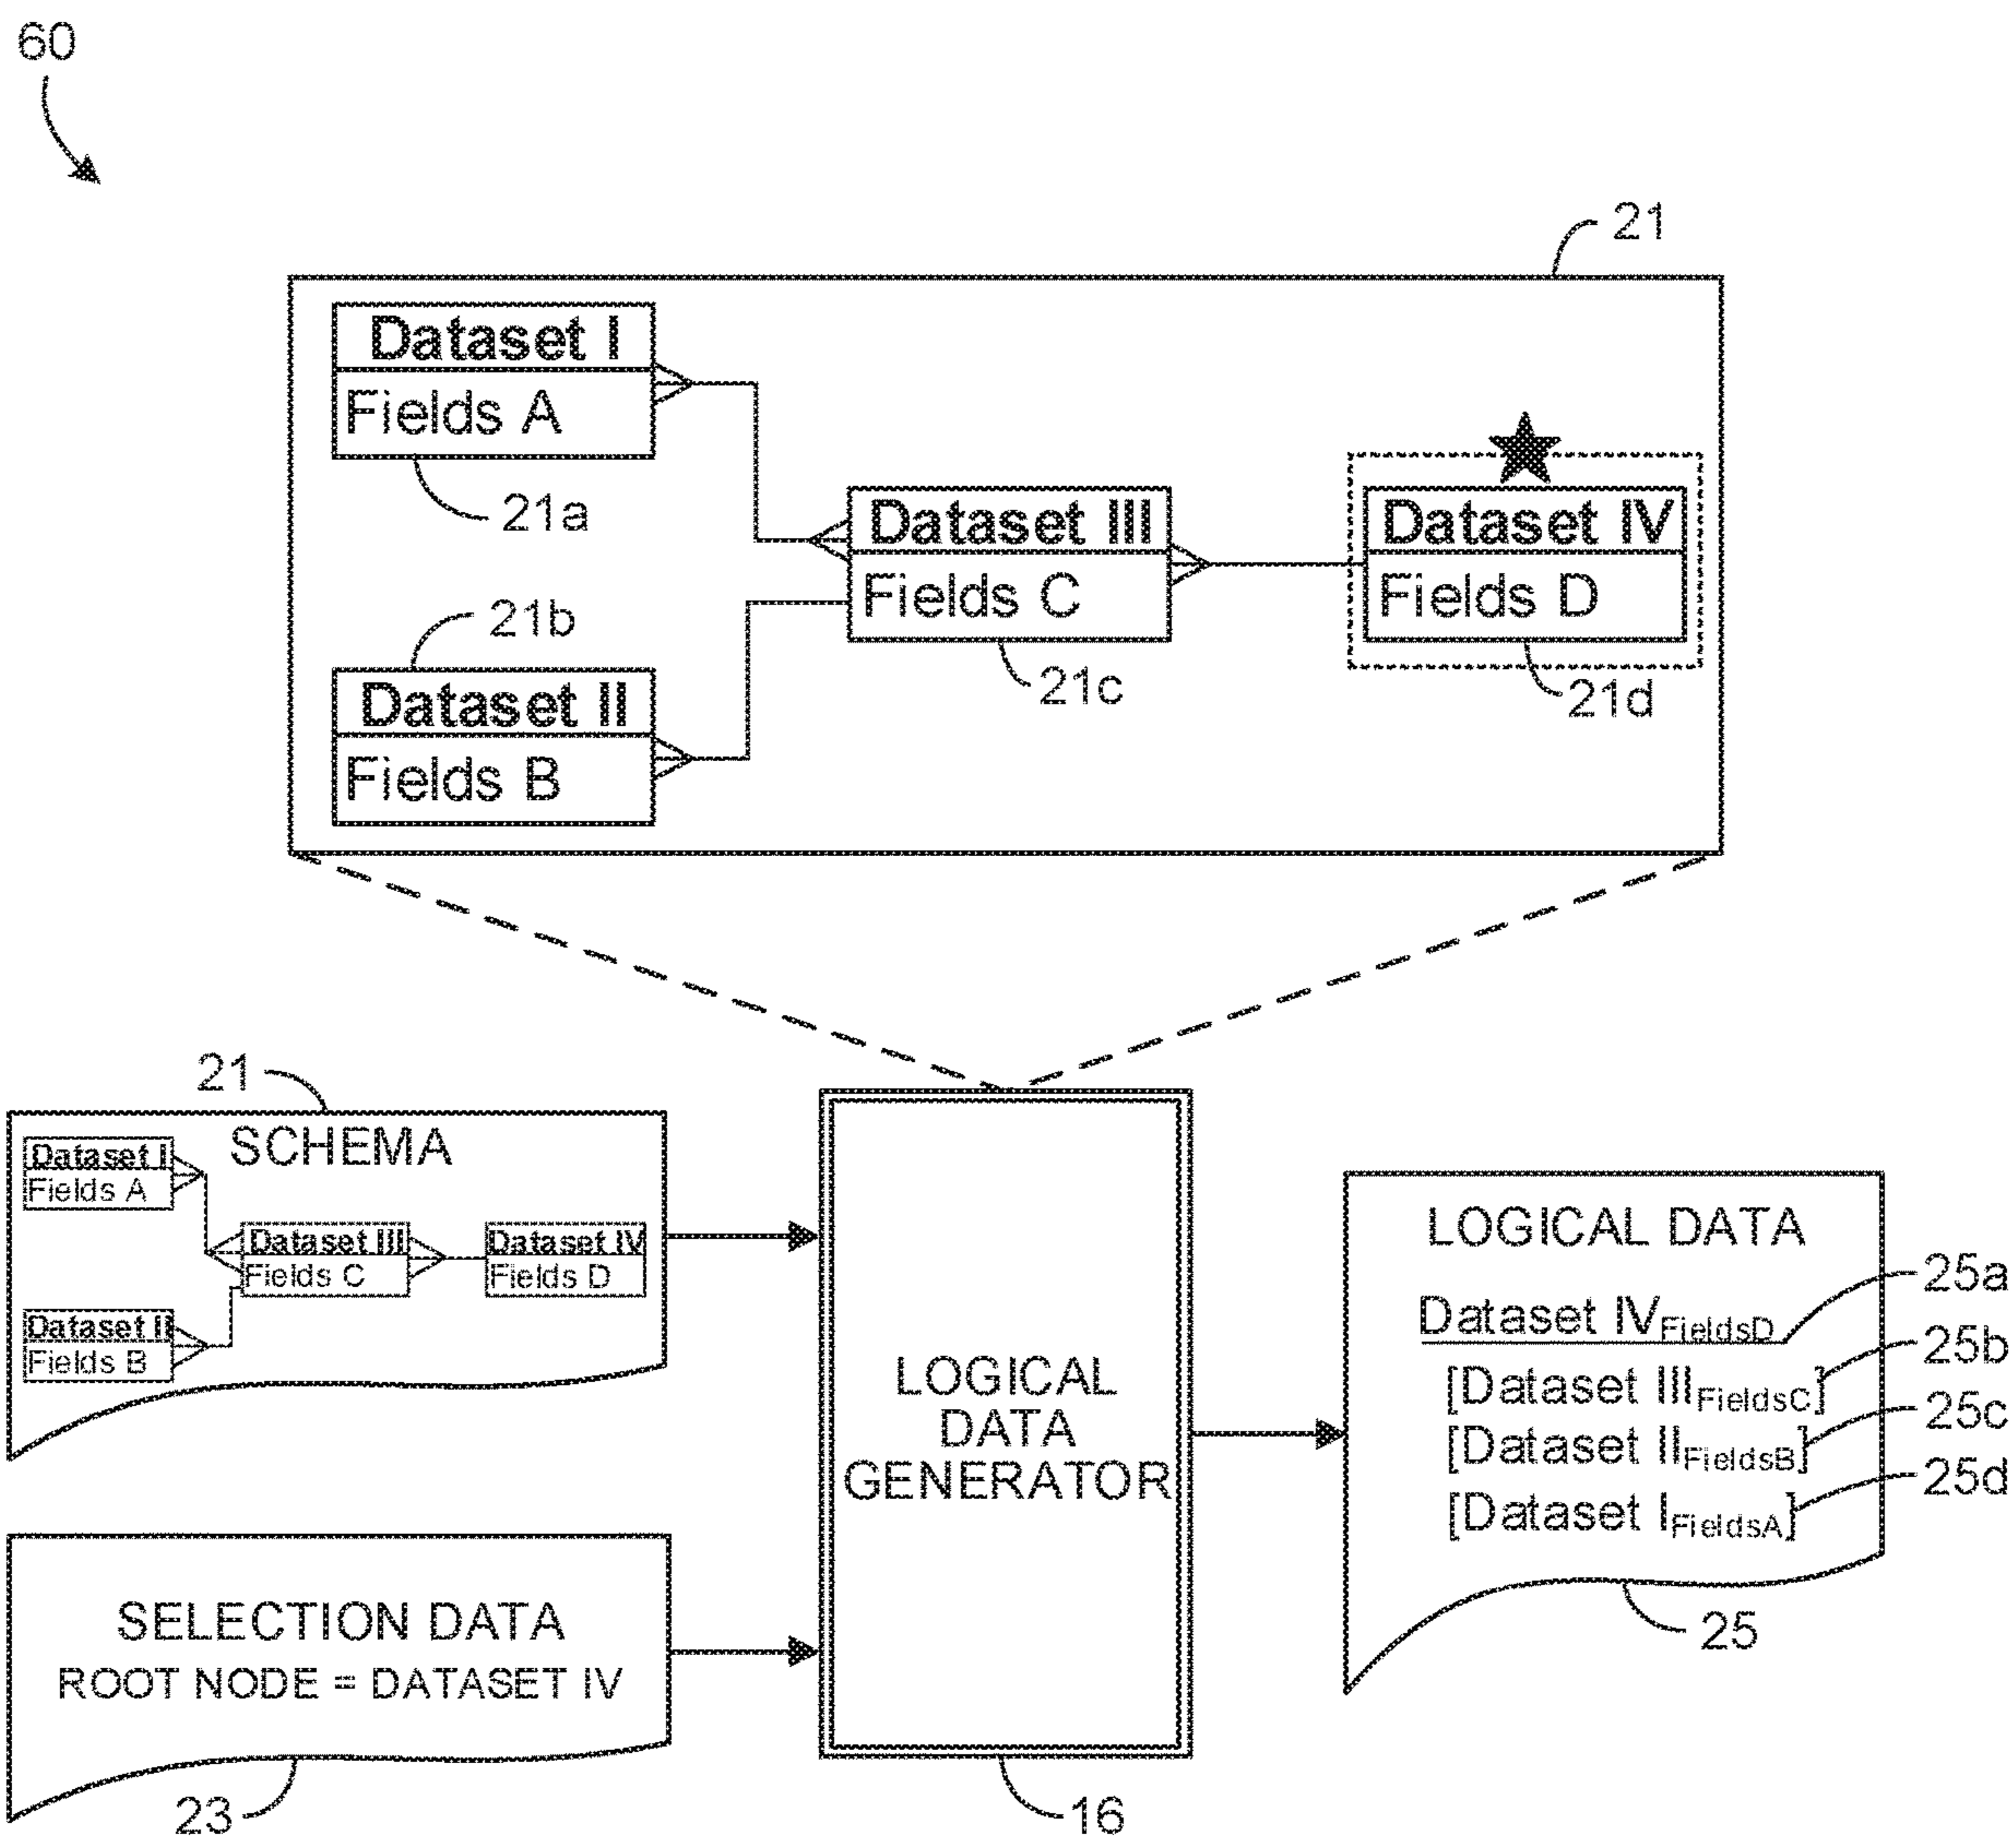 60
21
Dataset I
Fields A
21a
Dataset III
Fields C
21c
Dataset IV
Fields D
21d
21b
Dataset II
Fields B
21
SCHEMA
Dataset I
Fields A
Dataset III
Fields C
Dataset IV
Fields D
Dataset II
Fields B
SELECTION DATA
ROOT NODE = DATASET IV
23
LOGICAL
DATA
GENERATOR
16
LOGICAL DATA
Dataset IVFieldsD
25a
[Dataset IIIFieldsC]
25b
[Dataset IIFieldsB]
25c
[Dataset IFieldsA]
25d
25